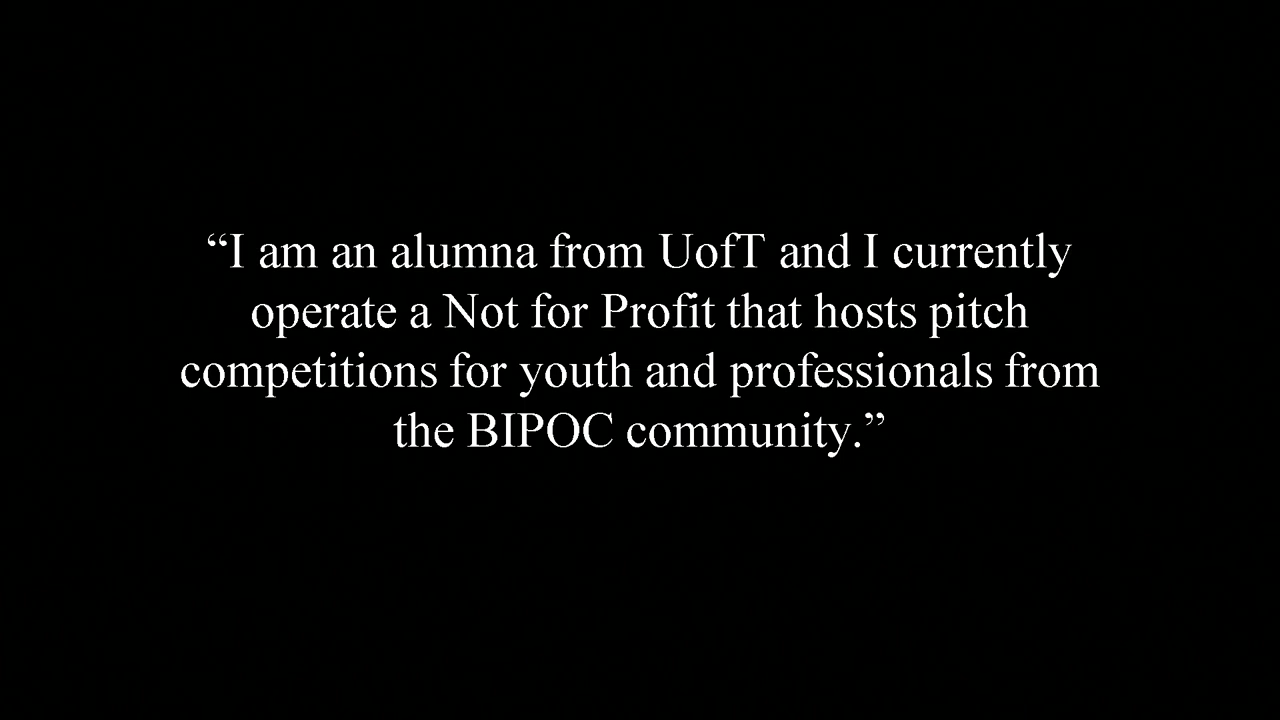 “I am an alumna from UofT and I currently
operate a Not for Profit that hosts pitch
competitions for youth and professionals from
the BIPOC community.”